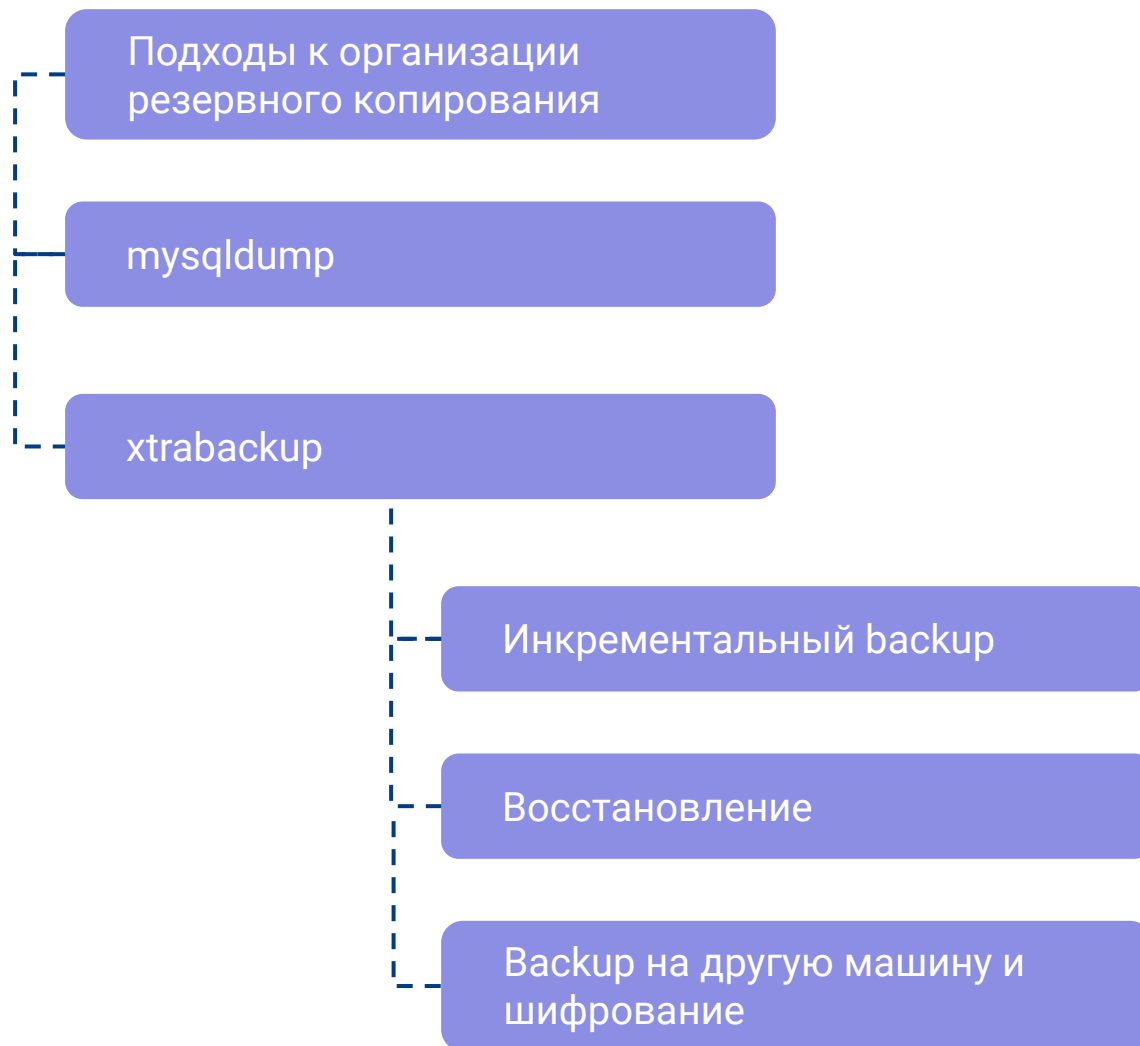 Подходы к организации
резервного копирования
mysqldump
xtrabackup
Инкрементальный backup
Восстановление
Backup на другую машину и
шифрование